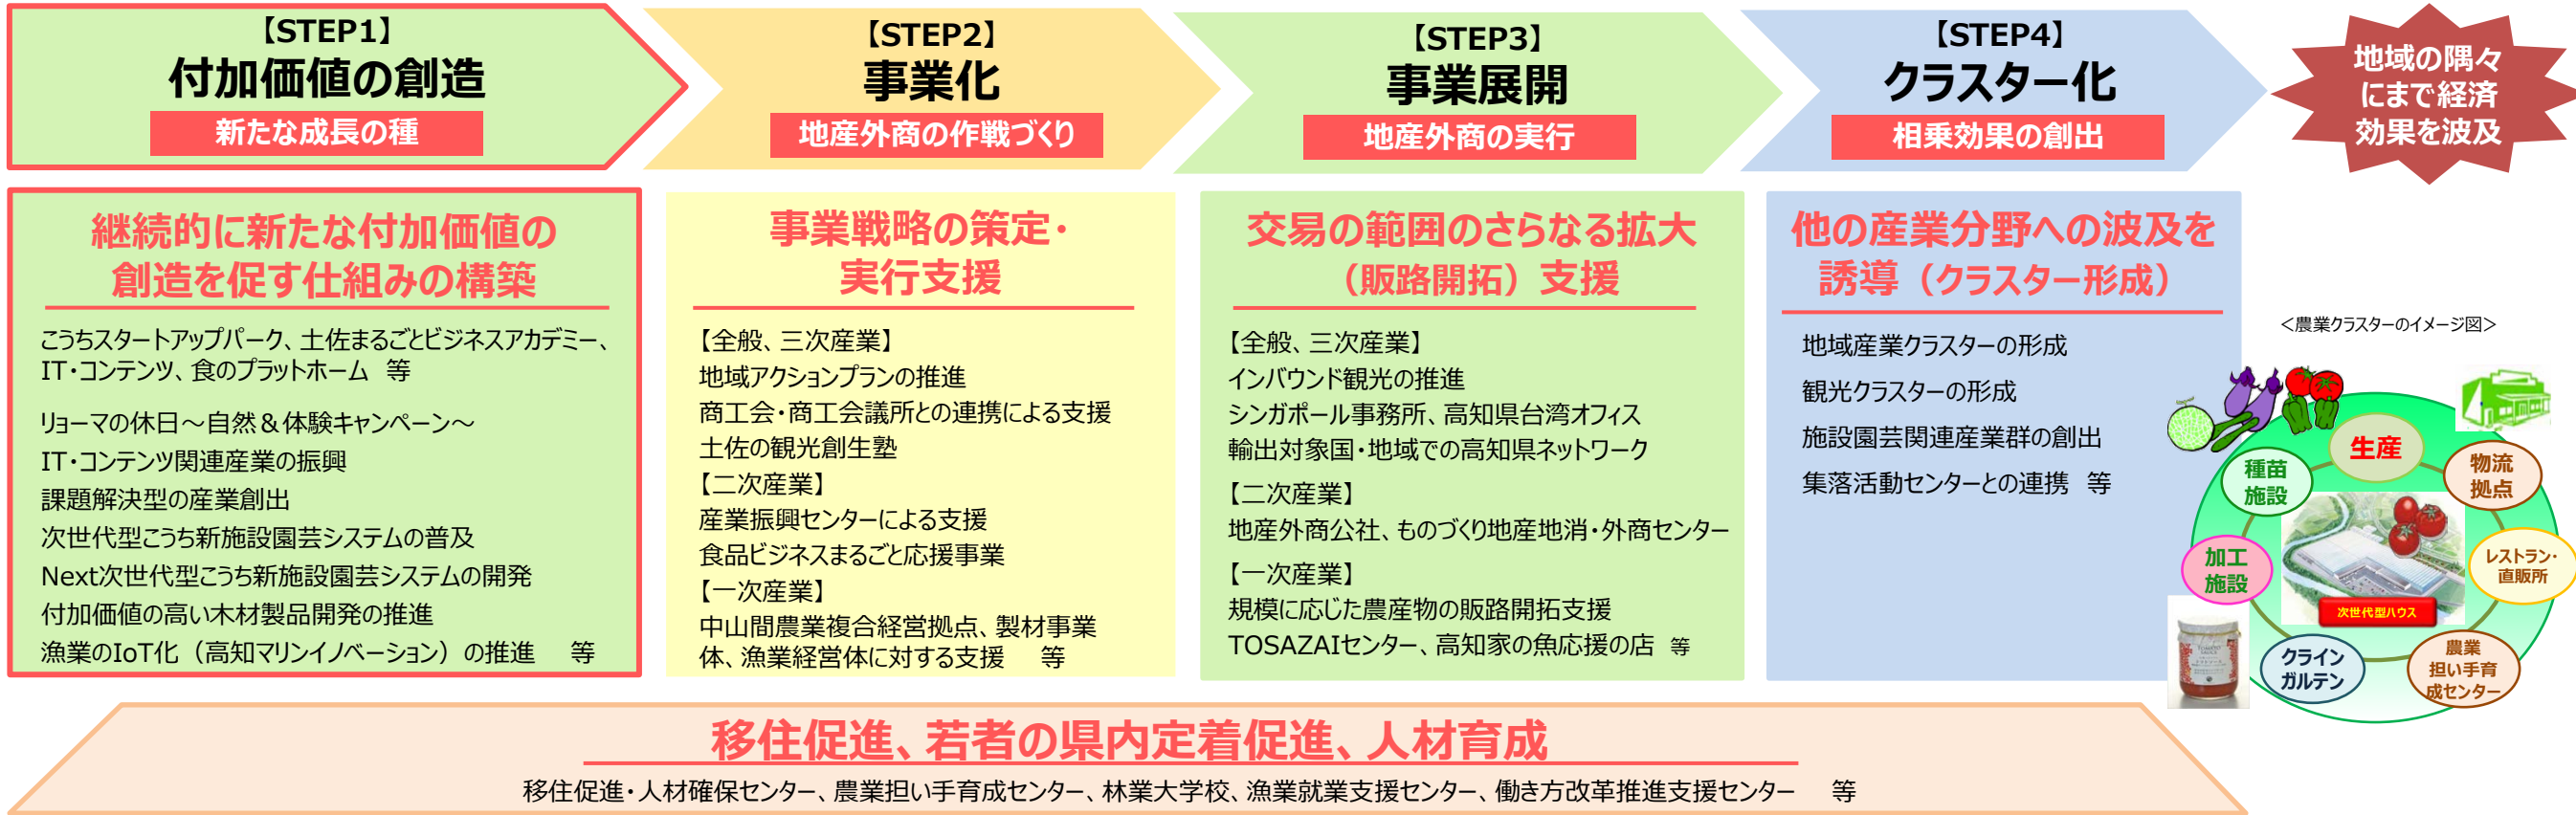 【STEP1】
付加価値の創造
新たな成長の種
【STEP2】
事業化
地産外商の作戦づくり
【STEP3】
事業展開
地産外商の実行
【STEP4】
クラスター化
相乗効果の創出
地域の隅々
にまで経済
効果を波及
継続的に新たな付加価値の
創造を促す仕組みの構築
こうちスタートアップパーク、土佐まるごとビジネスアカデミー、
IT・コンテンツ、食のプラットホーム 等
リョーマの休日～自然＆体験キャンペーン～
IT・コンテンツ関連産業の振興
課題解決型の産業創出
次世代型こうち新施設園芸システムの普及
Next次世代型こうち新施設園芸システムの開発
付加価値の高い木材製品開発の推進
漁業のIoT化（高知マリンイノベーション）の推進 等
事業戦略の策定・
実行支援
【全般、三次産業】
地域アクションプランの推進
商工会・商工会議所との連携による支援
土佐の観光創生塾
【二次産業】
産業振興センターによる支援
食品ビジネスまるごと応援事業
【一次産業】
中山間農業複合経営拠点、製材事業
体、漁業経営体に対する支援 等
交易の範囲のさらなる拡大
（販路開拓）支援
【全般、三次産業】
インバウンド観光の推進
シンガポール事務所、高知県台湾オフィス
輸出対象国・地域での高知県ネットワーク
【二次産業】
地産外商公社、ものづくり地産地消・外商センター
【一次産業】
規模に応じた農産物の販路開拓支援
TOSAZAIセンター、高知家の魚応援の店 等
他の産業分野への波及を
誘導（クラスター形成）
地域産業クラスターの形成
観光クラスターの形成
施設園芸関連産業群の創出
集落活動センターとの連携 等
＜農業クラスターのイメージ図＞
生産
種苗
施設
物流
拠点
加工
施設
レストラン・
直販所
次世代型ハウス
クライン
ガルテン
農業
担い手育
成センター
移住促進、若者の県内定着促進、人材育成
移住促進・人材確保センター、農業担い手育成センター、林業大学校、漁業就業支援センター、働き方改革推進支援センター 等